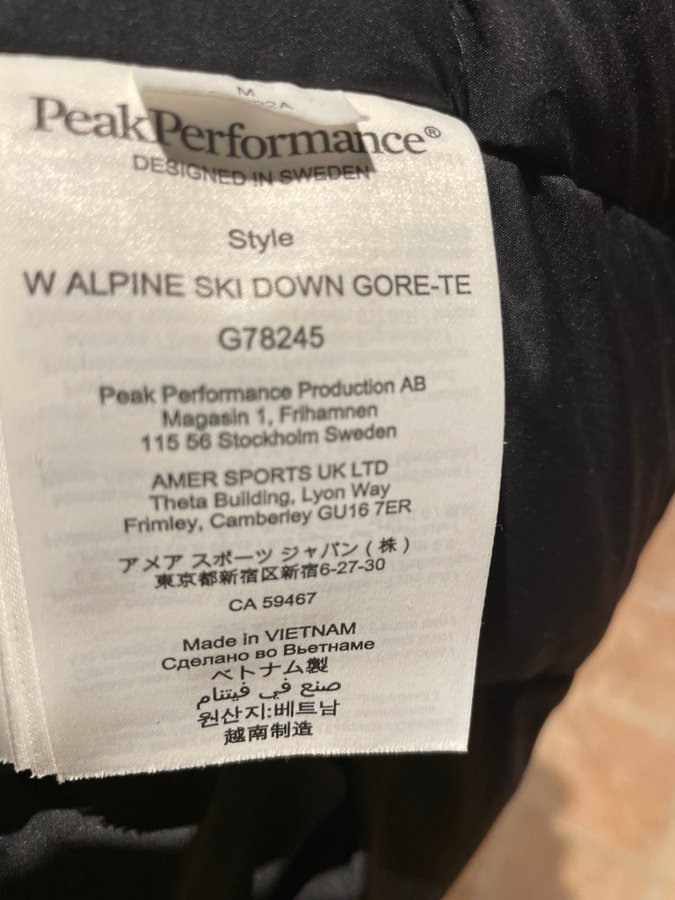 M
PeakPerformance®
DESIGNED IN SWEDEN
Style
W ALPINE SKI DOWN GORE-TE
G78245
Peak Performance Production AB
Magasin 1, Frihamnen
115 56 Stockholm Sweden
AMER SPORTS UK LTD
Theta Building, Lyon Way
Frimley, Camberley GU16 7ER
アメア スポーツ ジャパン ( 株 )
東京都新宿区新宿6-27-30
CA 59467
Made in VIETNAM
Сделано во Вьетнаме
ベトナム製
صنع في فيتنام
원산지:베트남
越南制造